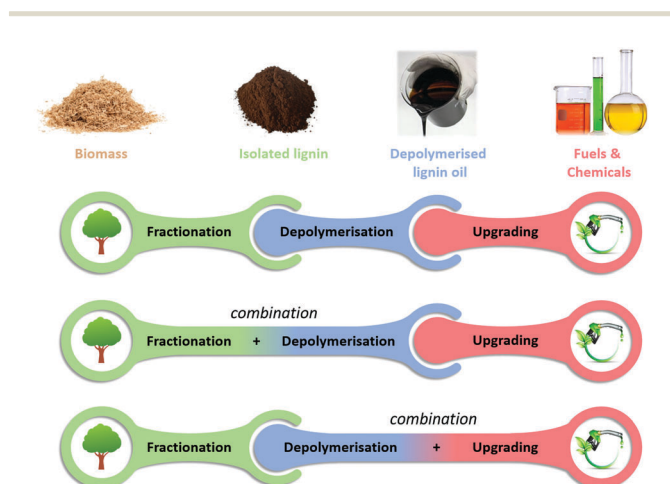 Biomass
Isolated lignin
Depolymerised
lignin oil
Fuels &
Chemicals
Fractionation
Depolymerisation
Upgrading
combination
Fractionation + Depolymerisation
Upgrading
combination
Fractionation
Depolymerisation + Upgrading